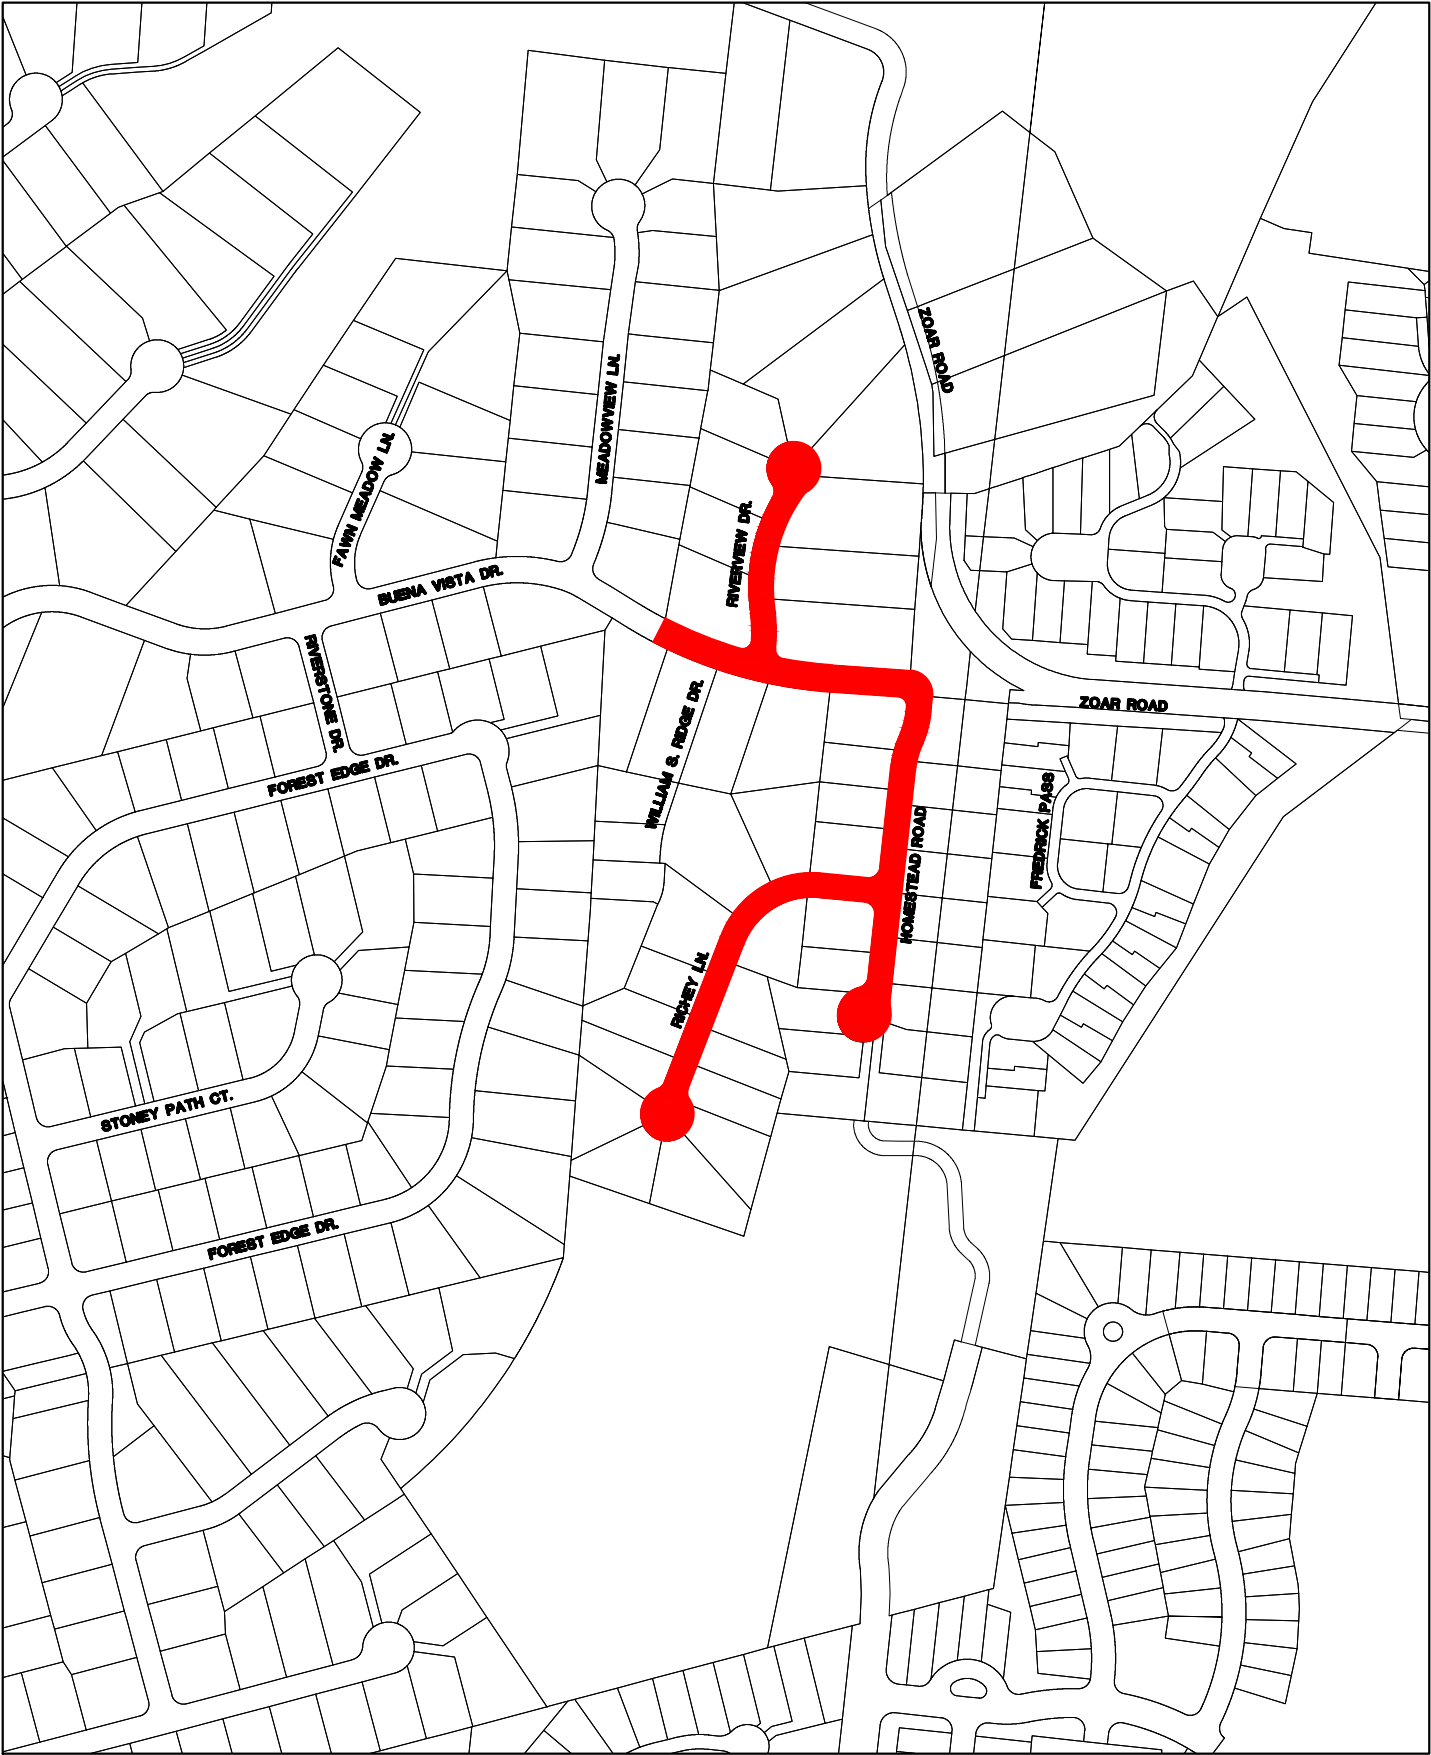 ZOAR ROAD
MEADOWVIEW LN.
FAWN MEADOW LN.
RIVERVIEW DR.
BUENA VISTA DR.
RIVERSTONE DR.
WILLIAM S. RIDGE DR.
ZOAR ROAD
FOREST EDGE DR.
FREDRICK PASS
HOMESTEAD ROAD
RICHEY LN.
STONEY PATH CT.
FOREST EDGE DR.